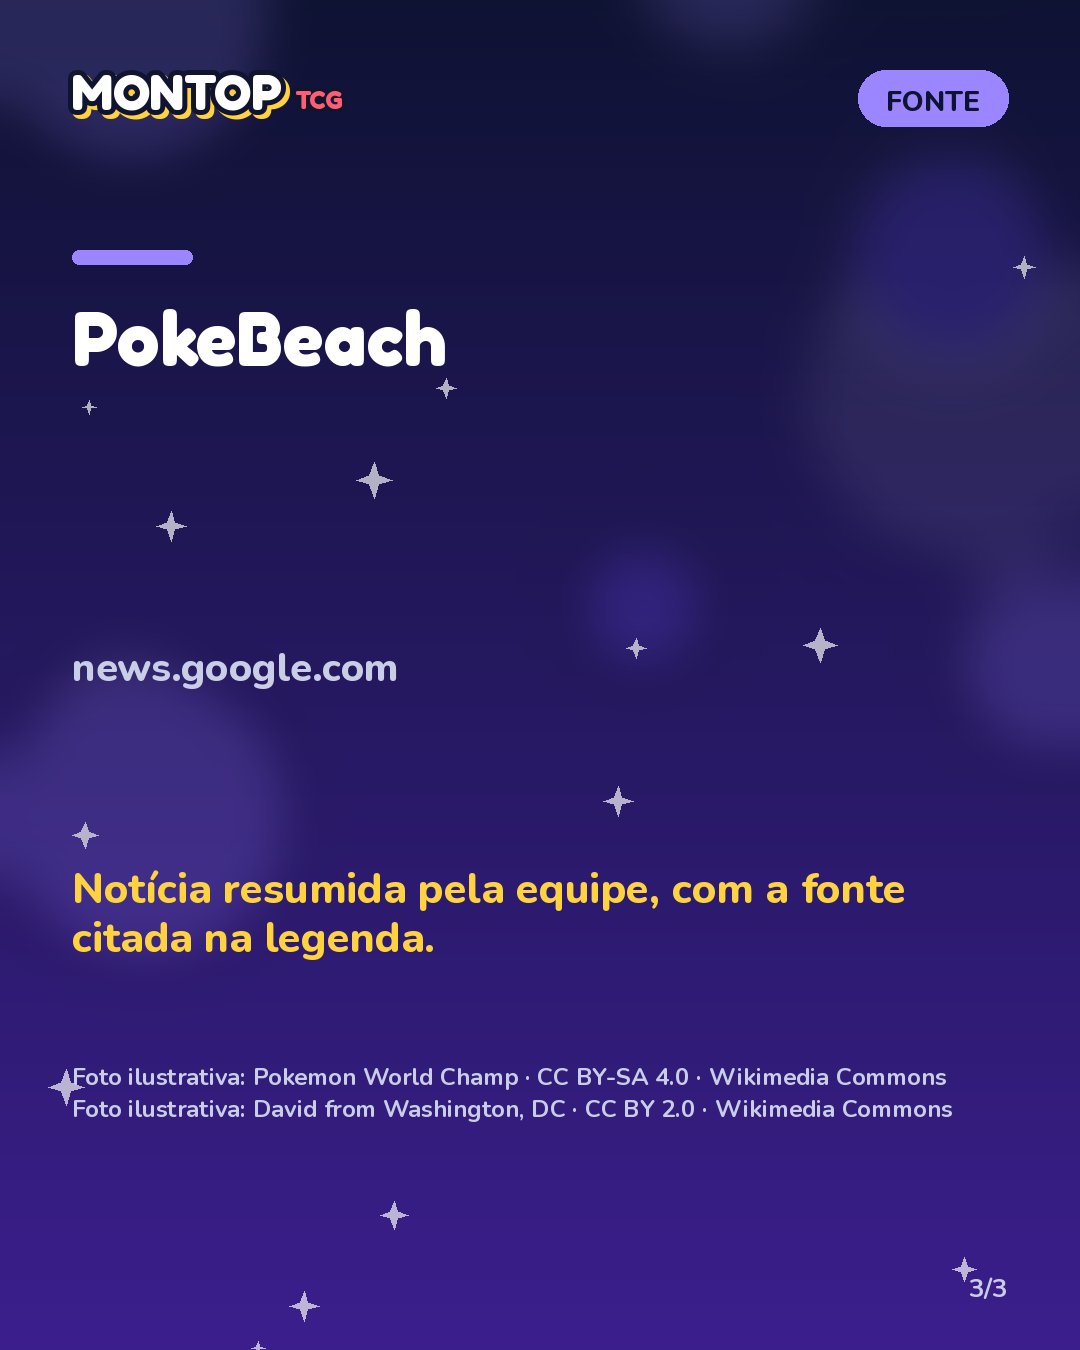 MONTOP TCG
FONTE
PokeBeach
news.google.com
Notícia resumida pela equipe, com a fonte
citada na legenda.
Foto ilustrativa: Pokemon World Champ · CC BY-SA 4.0 · Wikimedia Commons
Foto ilustrativa: David from Washington, DC · CC BY 2.0 · Wikimedia Commons
3/3